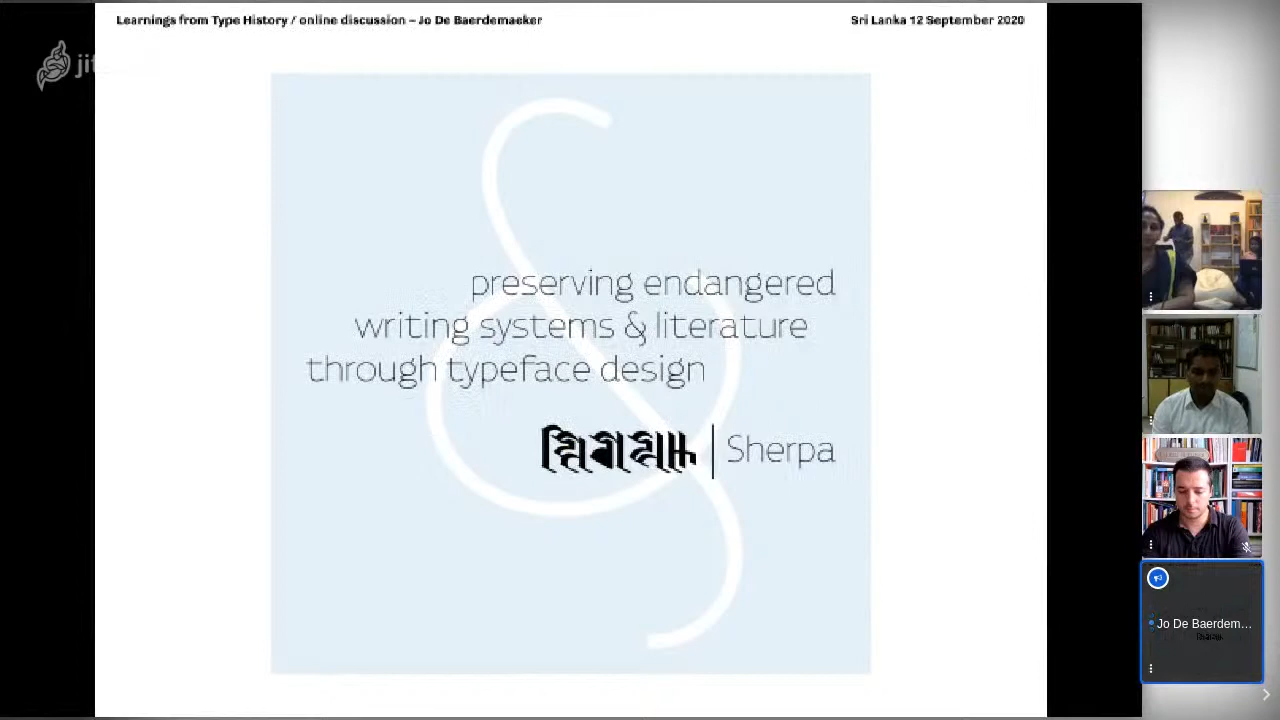 Learnings from Type History / online discussion – Jo De Baerdemaeker
Sri Lanka 12 September 2020
preserving endangered
writing systems & literature
through typeface design
| Sherpa
Jo De Baerdem...